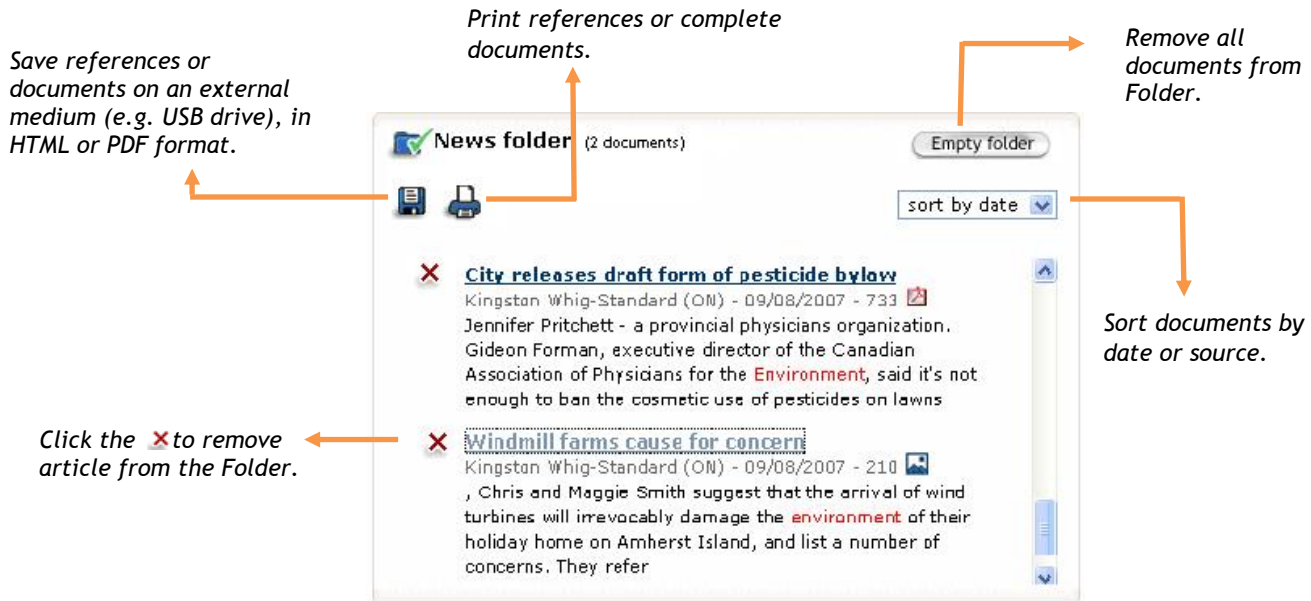 Print references or complete
documents.
Remove all
documents from
Folder.
Save references or
documents on an external
medium (e.g. USB drive), in
HTML or PDF format.
News folder (2 documents)
Empty folder
sort by date
City releases draft form of pesticide bylaw
Kingston Whig-Standard (ON) - 09/08/2007 - 733
Jennifer Pritchett - a provincial physicians organization.
Gideon Forman, executive director of the Canadian
Association of Physicians for the Environment, said it's not
enough to ban the cosmetic use of pesticides on lawns
Sort documents by
date or source.
Click the x to remove
article from the Folder.
Windmill farms cause for concern
Kingston Whig-Standard (ON) - 09/08/2007 - 210
, Chris and Maggie Smith suggest that the arrival of wind
turbines will irrevocably damage the environment of their
holiday home on Amherst Island, and list a number of
concerns. They refer